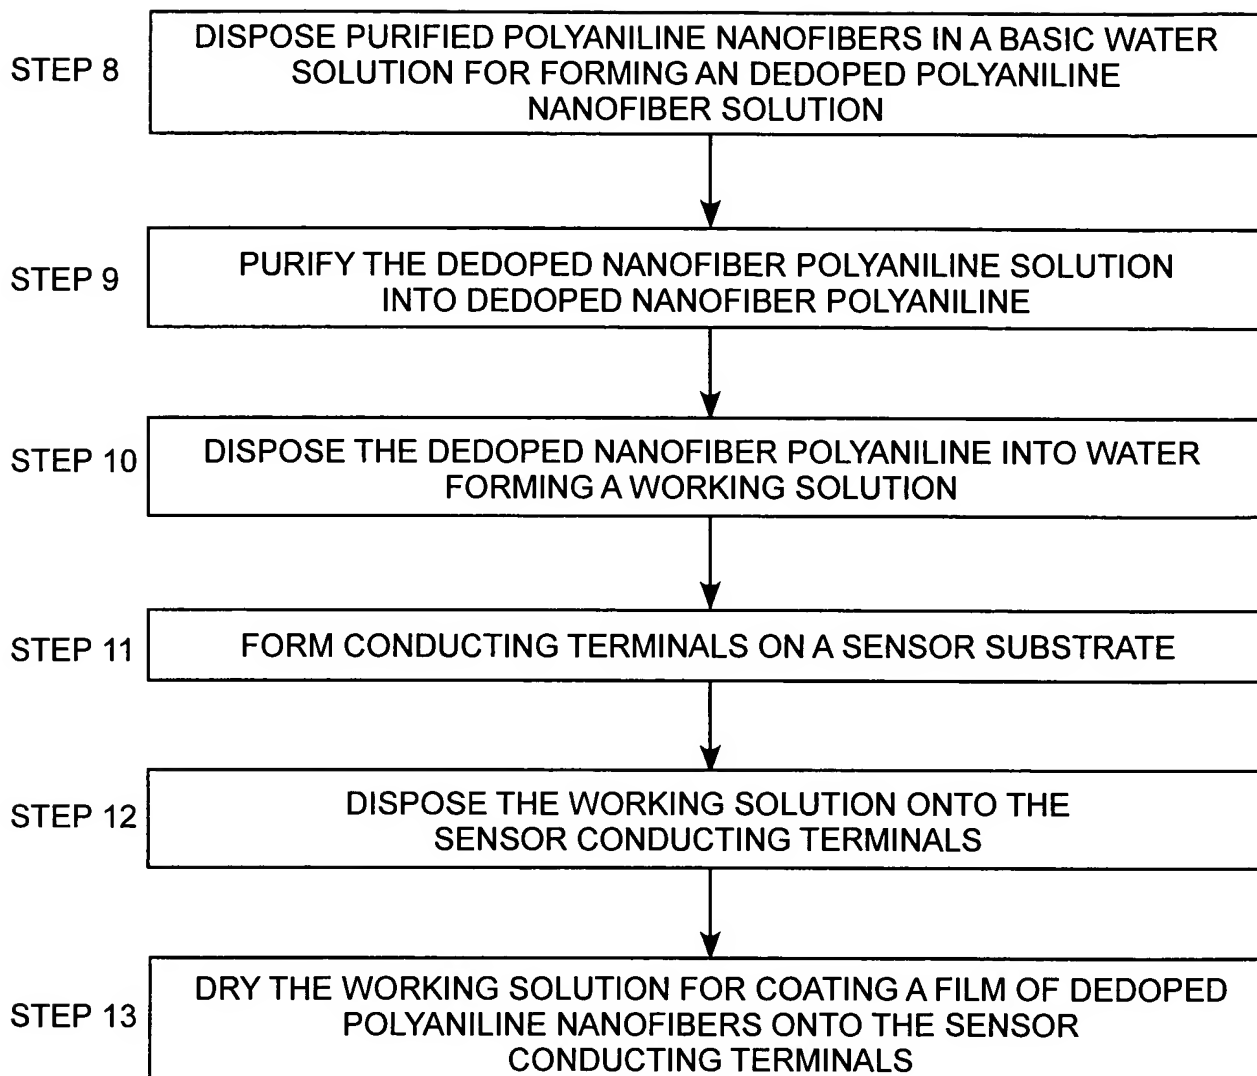 STEP 8
DISPOSE PURIFIED POLYANILINE NANOFIBERS IN A BASIC WATER
SOLUTION FOR FORMING AN DEDOPED POLYANILINE
NANOFIBER SOLUTION
STEP 9
PURIFY THE DEDOPED NANOFIBER POLYANILINE SOLUTION
INTO DEDOPED NANOFIBER POLYANILINE
STEP 10
DISPOSE THE DEDOPED NANOFIBER POLYANILINE INTO WATER
FORMING A WORKING SOLUTION
STEP 11
FORM CONDUCTING TERMINALS ON A SENSOR SUBSTRATE
STEP 12
DISPOSE THE WORKING SOLUTION ONTO THE
SENSOR CONDUCTING TERMINALS
STEP 13
DRY THE WORKING SOLUTION FOR COATING A FILM OF DEDOPED
POLYANILINE NANOFIBERS ONTO THE SENSOR
CONDUCTING TERMINALS